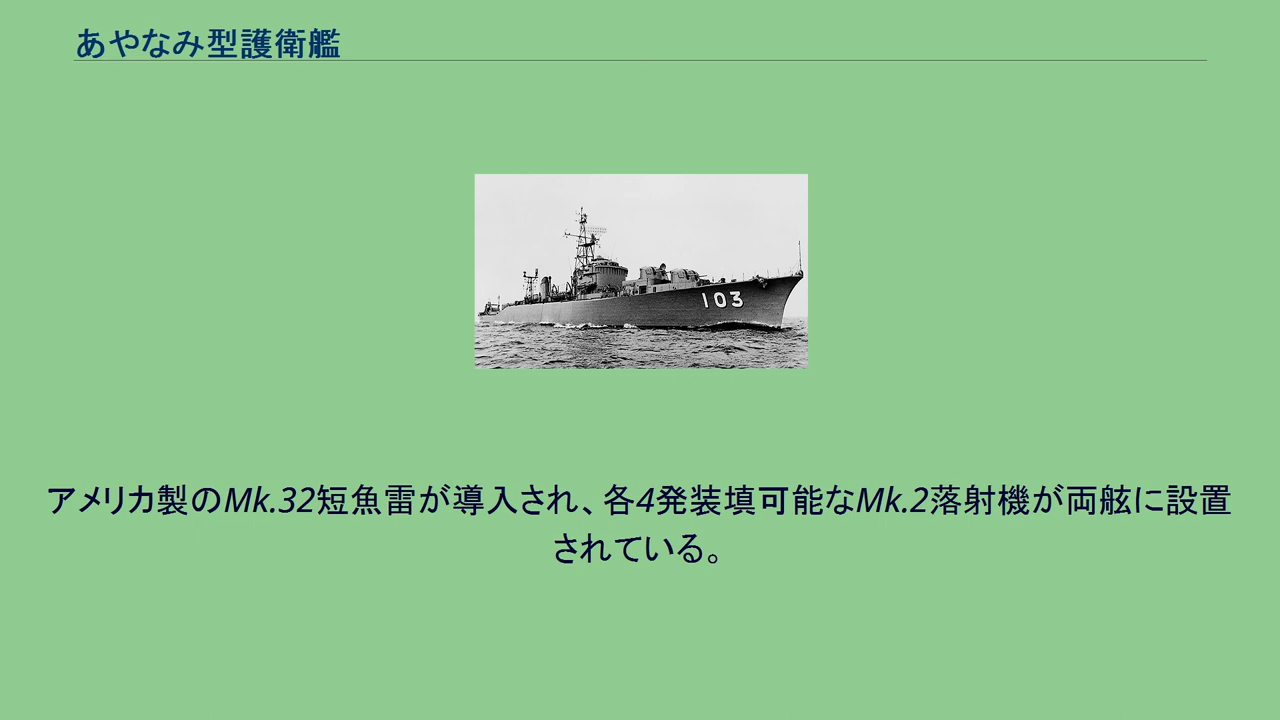 あやなみ型護衛艦
103
アメリカ製のMk.32短魚雷が導入され、各4発装填可能なMk.2落射機が両舷に設置
されている。